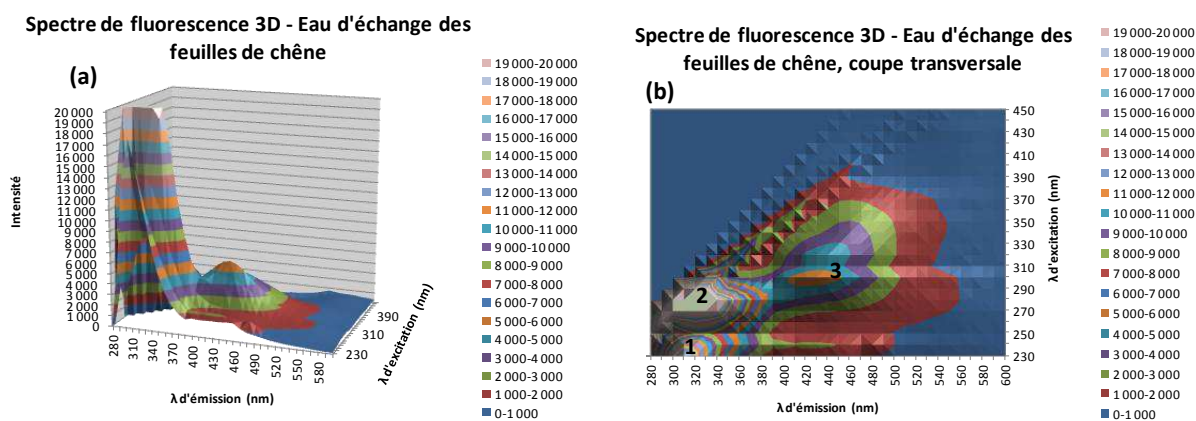 Spectre de fluorescence 3D - Eau d'échange des
feuilles de chêne
(a)
Intensité
20 000
19 000
18 000
17 000
16 000
15 000
14 000
13 000
12 000
11 000
10 000
9 000
8 000
7 000
6 000
5 000
4 000
3 000
2 000
1 000
0
280
310
340
370
400
430
460
490
520
550
580
λ d'émission (nm)
230
310
390
λ d'excitation (nm)
19 000-20 000
18 000-19 000
17 000-18 000
16 000-17 000
15 000-16 000
14 000-15 000
13 000-14 000
12 000-13 000
11 000-12 000
10 000-11 000
9 000-10 000
8 000-9 000
7 000-8 000
6 000-7 000
5 000-6 000
4 000-5 000
3 000-4 000
2 000-3 000
1 000-2 000
0-1 000
Spectre de fluorescence 3D - Eau d'échange des
feuilles de chêne, coupe transversale
(b)
1
2
3
450
430
410
390
370
350
330
310
290
270
250
230
λ d'excitation (nm)
280
300
320
340
360
380
400
420
440
460
480
500
520
540
560
580
600
λ d'émission (nm)
19 000-20 000
18 000-19 000
17 000-18 000
16 000-17 000
15 000-16 000
14 000-15 000
13 000-14 000
12 000-13 000
11 000-12 000
10 000-11 000
9 000-10 000
8 000-9 000
7 000-8 000
6 000-7 000
5 000-6 000
4 000-5 000
3 000-4 000
2 000-3 000
1 000-2 000
0-1 000